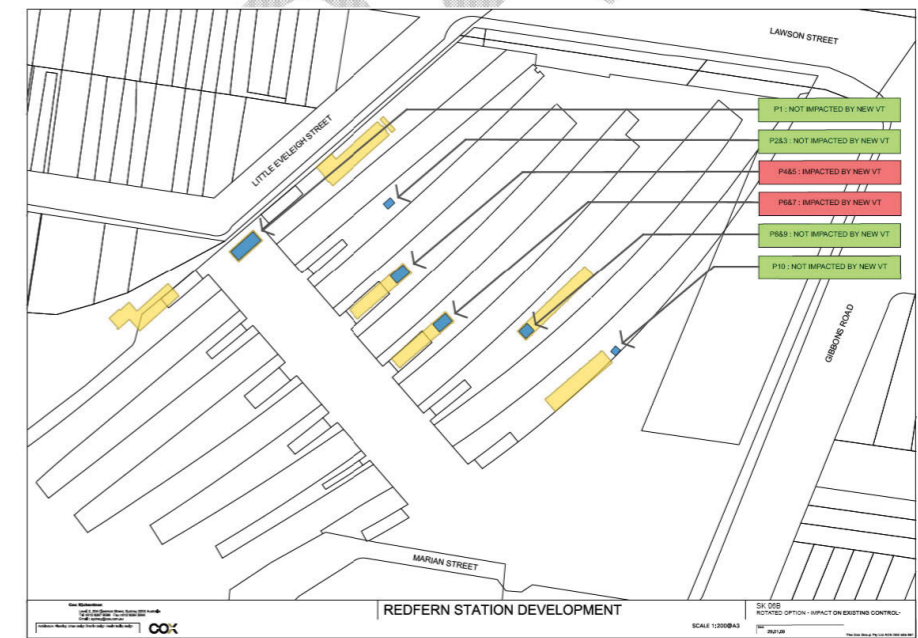 LAWSON STREET
LITTLE EVELEIGH STREET
P1 : NOT IMPACTED BY NEW VT
P2&3 : NOT IMPACTED BY NEW VT
P4&5 : IMPACTED BY NEW VT
P6&7 : IMPACTED BY NEW VT
P8&9 : NOT IMPACTED BY NEW VT
P10 : NOT IMPACTED BY NEW VT
GIBBONS ROAD
MARIAN STREET
COX
REDFERN STATION DEVELOPMENT
SCALE 1:200@A3
SK 06B
ROTATED OPTION - IMPACT ON EXISTING CONTROL-